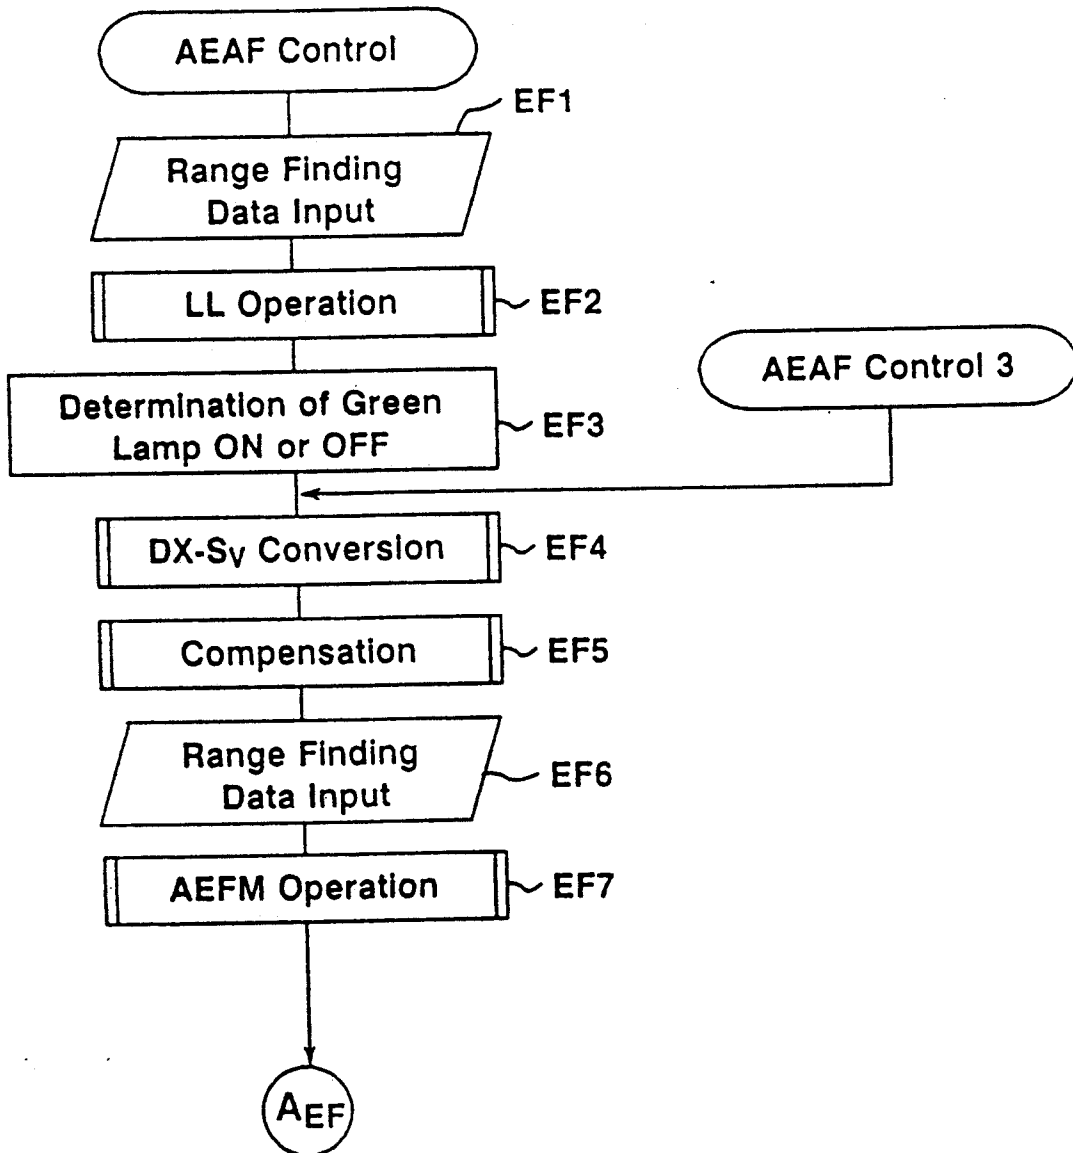 AEAF Control
EF1
Range Finding
Data Input
LL Operation
EF2
AEAF Control 3
Determination of Green
Lamp ON or OFF
EF3
DX-Sv Conversion
EF4
Compensation
EF5
Range Finding
Data Input
EF6
AEFM Operation
EF7
AEF